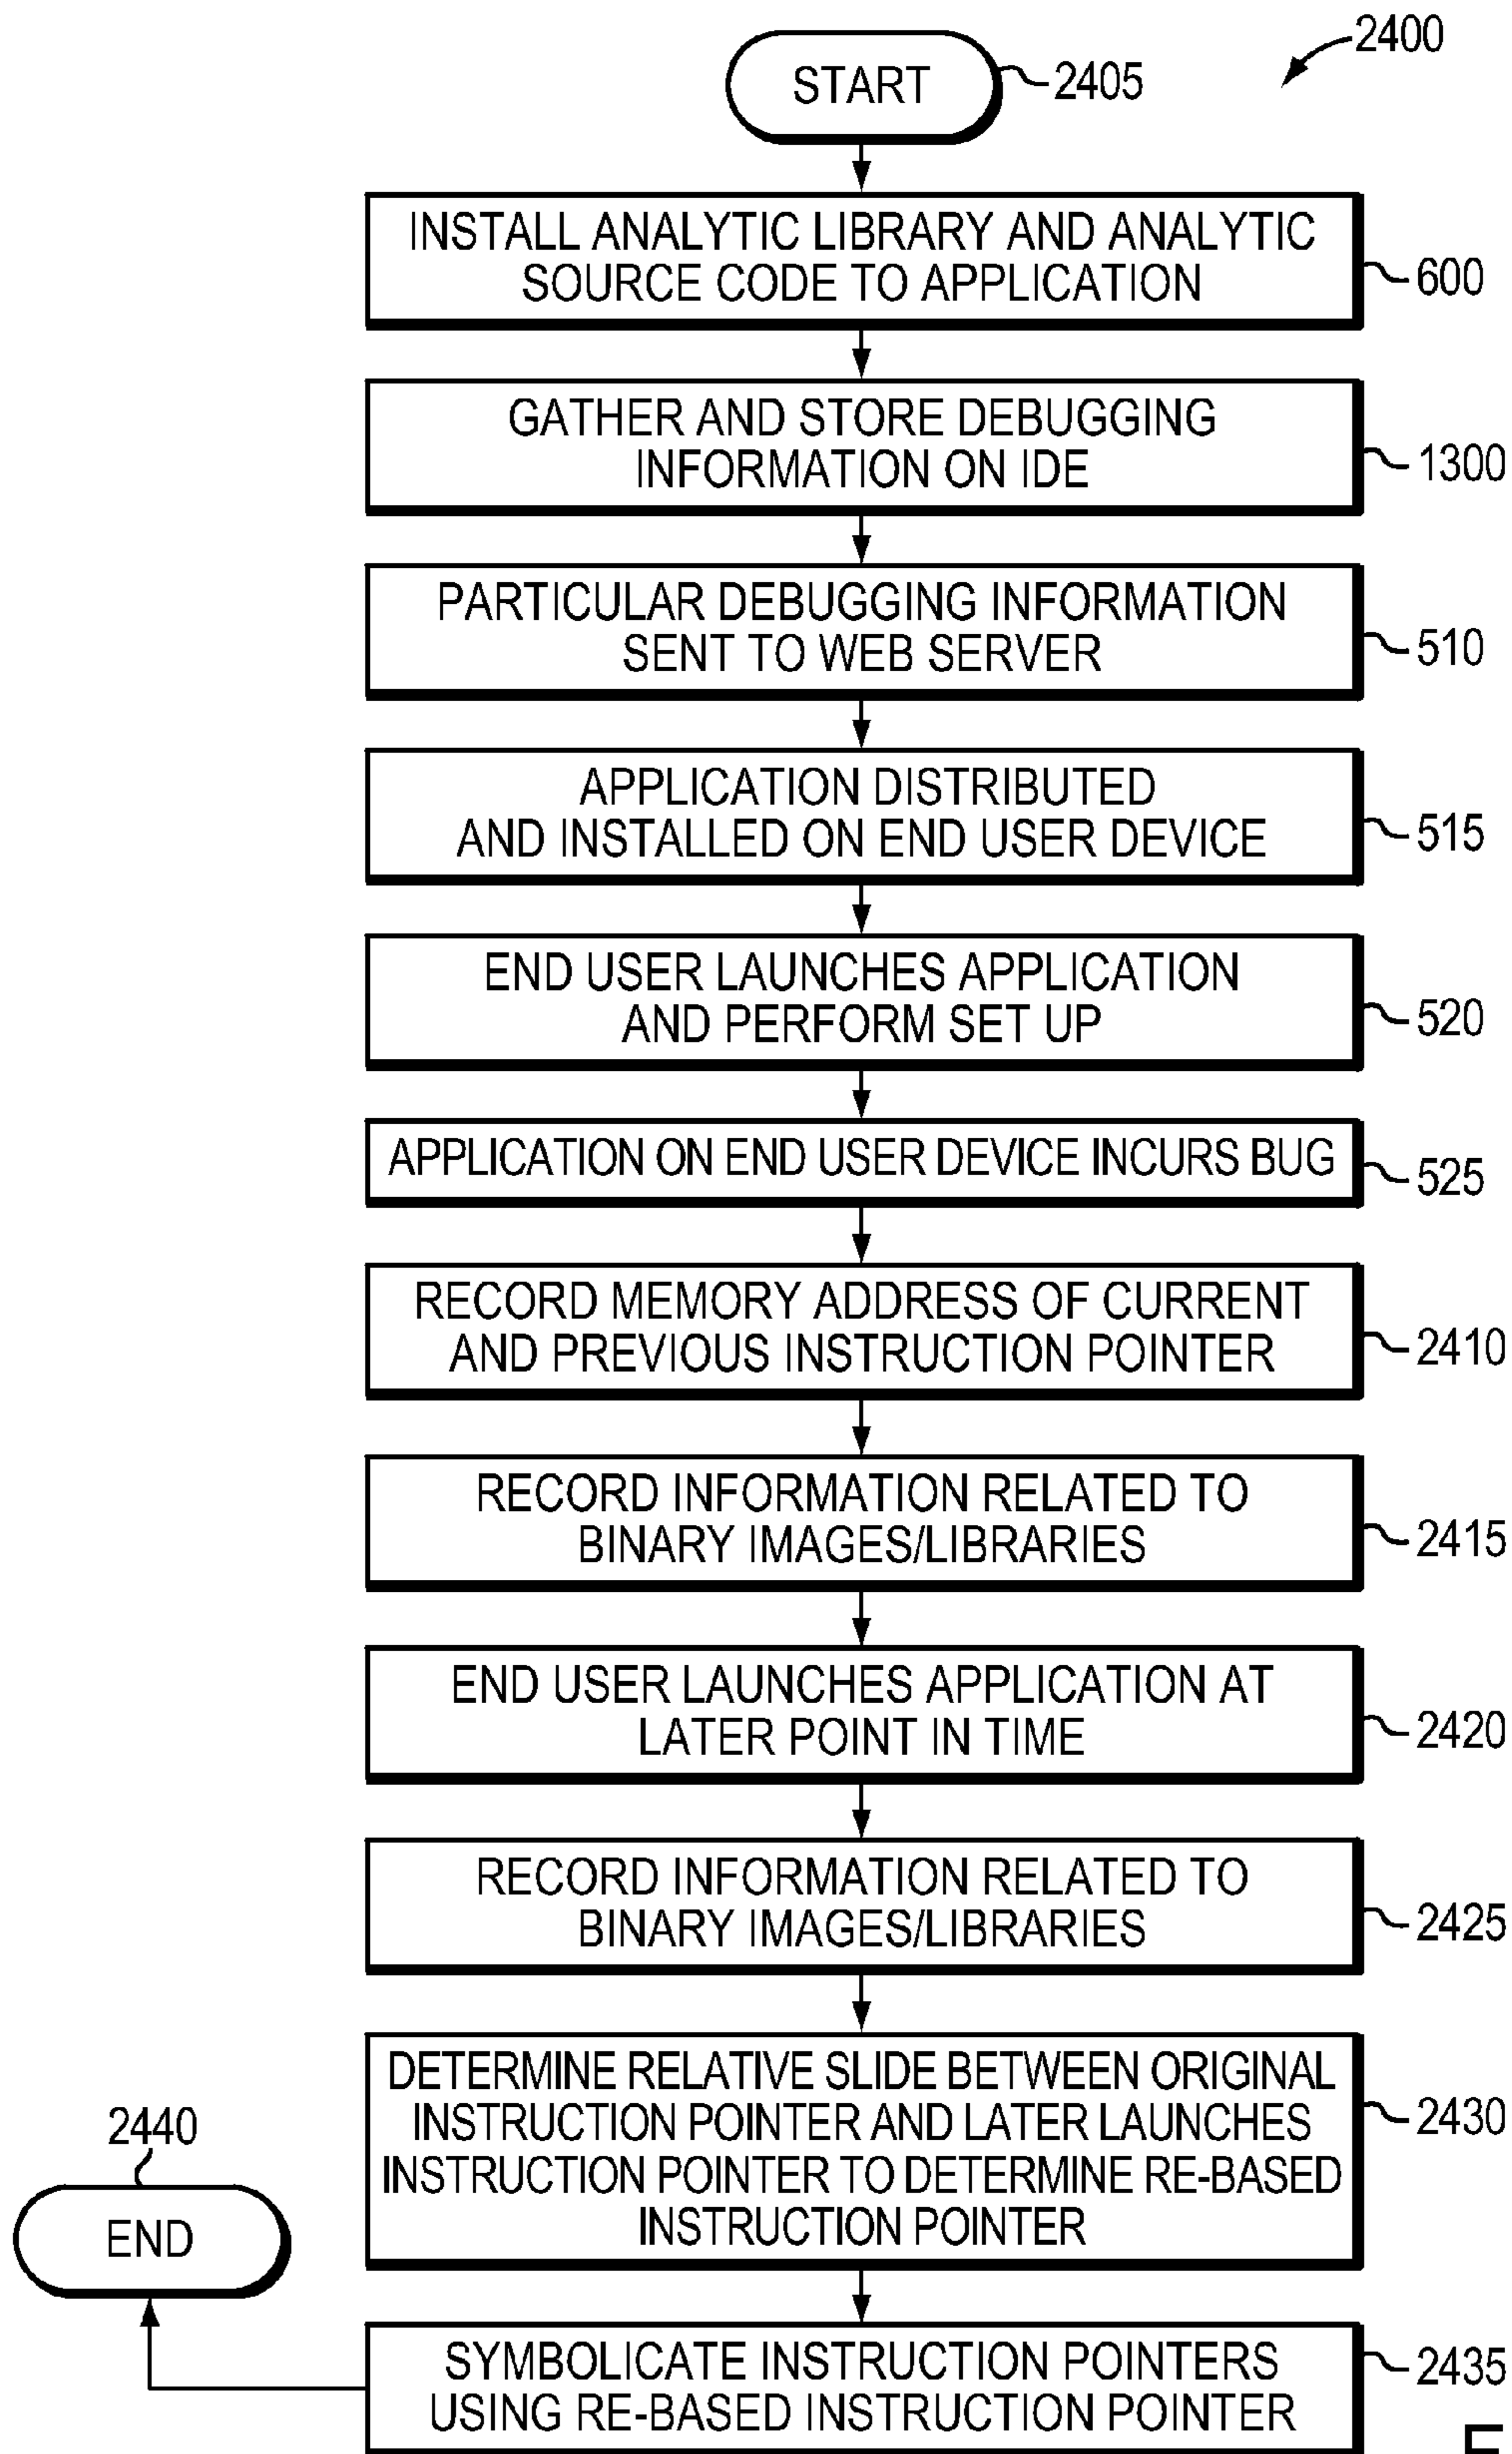 2400
START
2405
INSTALL ANALYTIC LIBRARY AND ANALYTIC
SOURCE CODE TO APPLICATION
600
GATHER AND STORE DEBUGGING
INFORMATION ON IDE
1300
PARTICULAR DEBUGGING INFORMATION
SENT TO WEB SERVER
510
APPLICATION DISTRIBUTED
AND INSTALLED ON END USER DEVICE
515
END USER LAUNCHES APPLICATION
AND PERFORM SET UP
520
APPLICATION ON END USER DEVICE INCURS BUG
525
RECORD MEMORY ADDRESS OF CURRENT
AND PREVIOUS INSTRUCTION POINTER
2410
RECORD INFORMATION RELATED TO
BINARY IMAGES/LIBRARIES
2415
END USER LAUNCHES APPLICATION AT
LATER POINT IN TIME
2420
RECORD INFORMATION RELATED TO
BINARY IMAGES/LIBRARIES
2425
DETERMINE RELATIVE SLIDE BETWEEN ORIGINAL
INSTRUCTION POINTER AND LATER LAUNCHES
INSTRUCTION POINTER TO DETERMINE RE-BASED
INSTRUCTION POINTER
2430
2440
END
SYMBOLICATE INSTRUCTION POINTERS
USING RE-BASED INSTRUCTION POINTER
2435